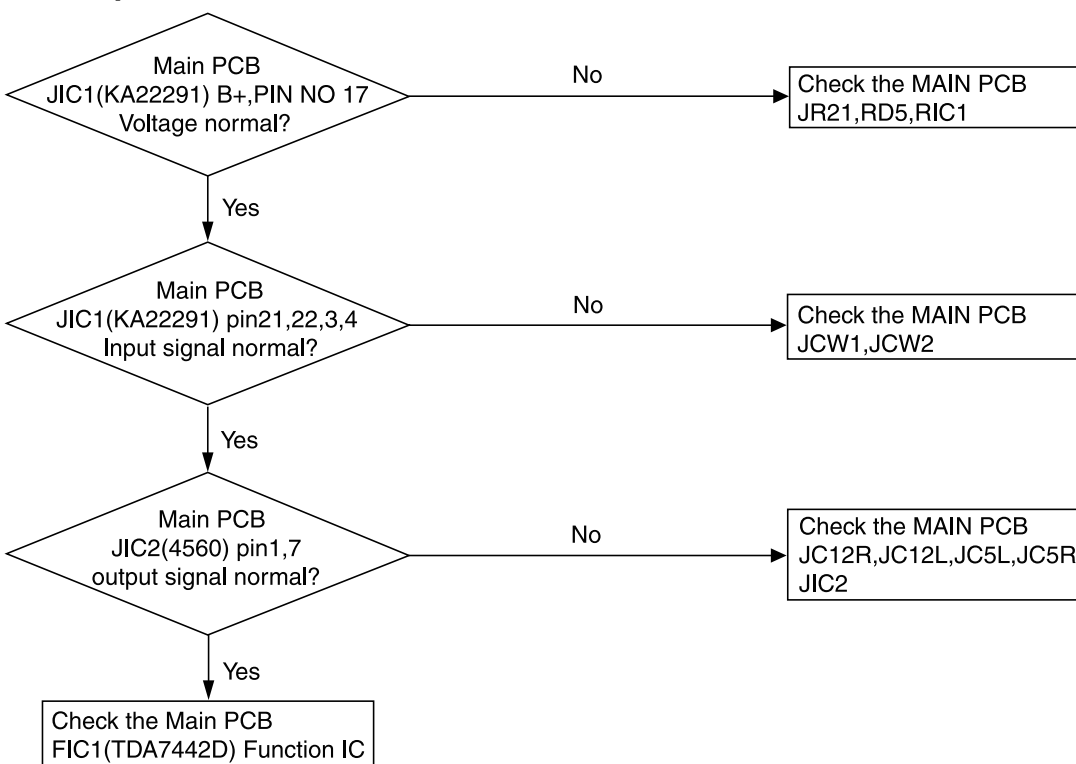 Main PCB
JIC1(KA22291) B+,PIN NO 17
Voltage normal?
No
Check the MAIN PCB
JR21,RD5,RIC1
Yes
Main PCB
JIC1(KA22291) pin21,22,3,4
Input signal normal?
No
Check the MAIN PCB
JCW1,JCW2
Yes
Main PCB
JIC2(4560) pin1,7
output signal normal?
No
Check the MAIN PCB
JC12R,JC12L,JC5L,JC5R
JIC2
Yes
Check the Main PCB
FIC1(TDA7442D) Function IC